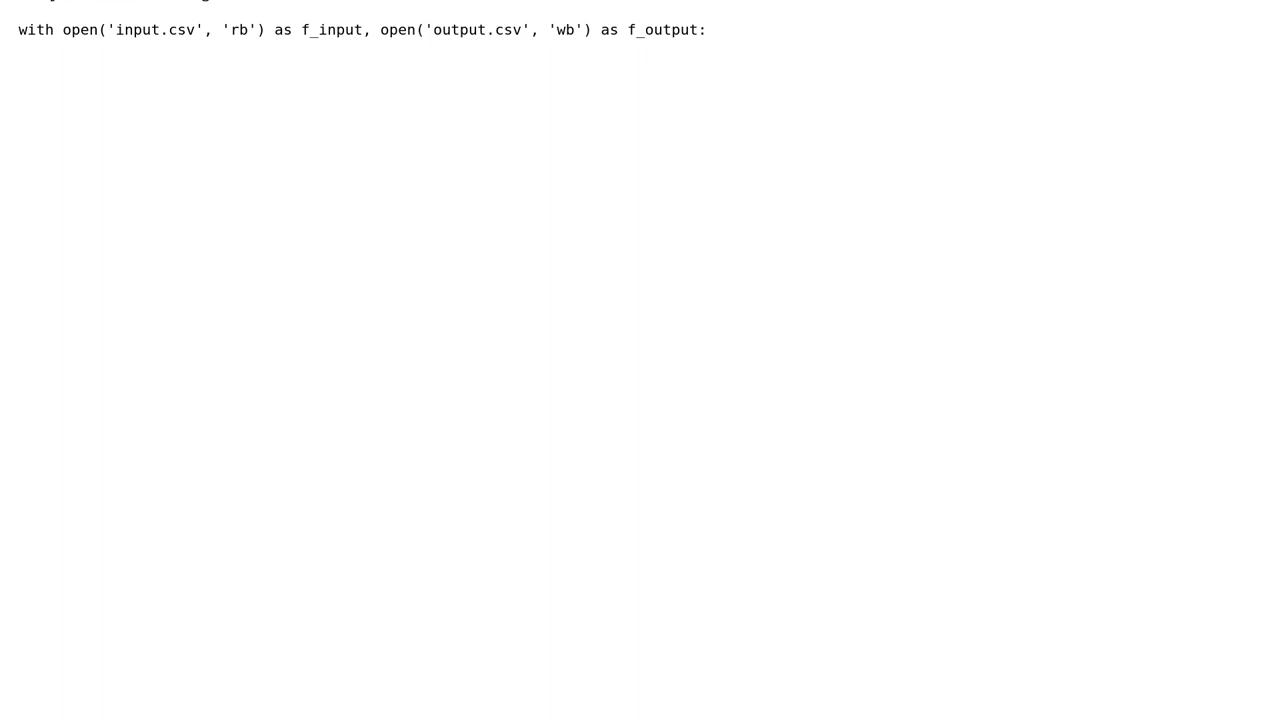 with open('input.csv', 'rb') as f_input, open('output.csv', 'wb') as f_output: